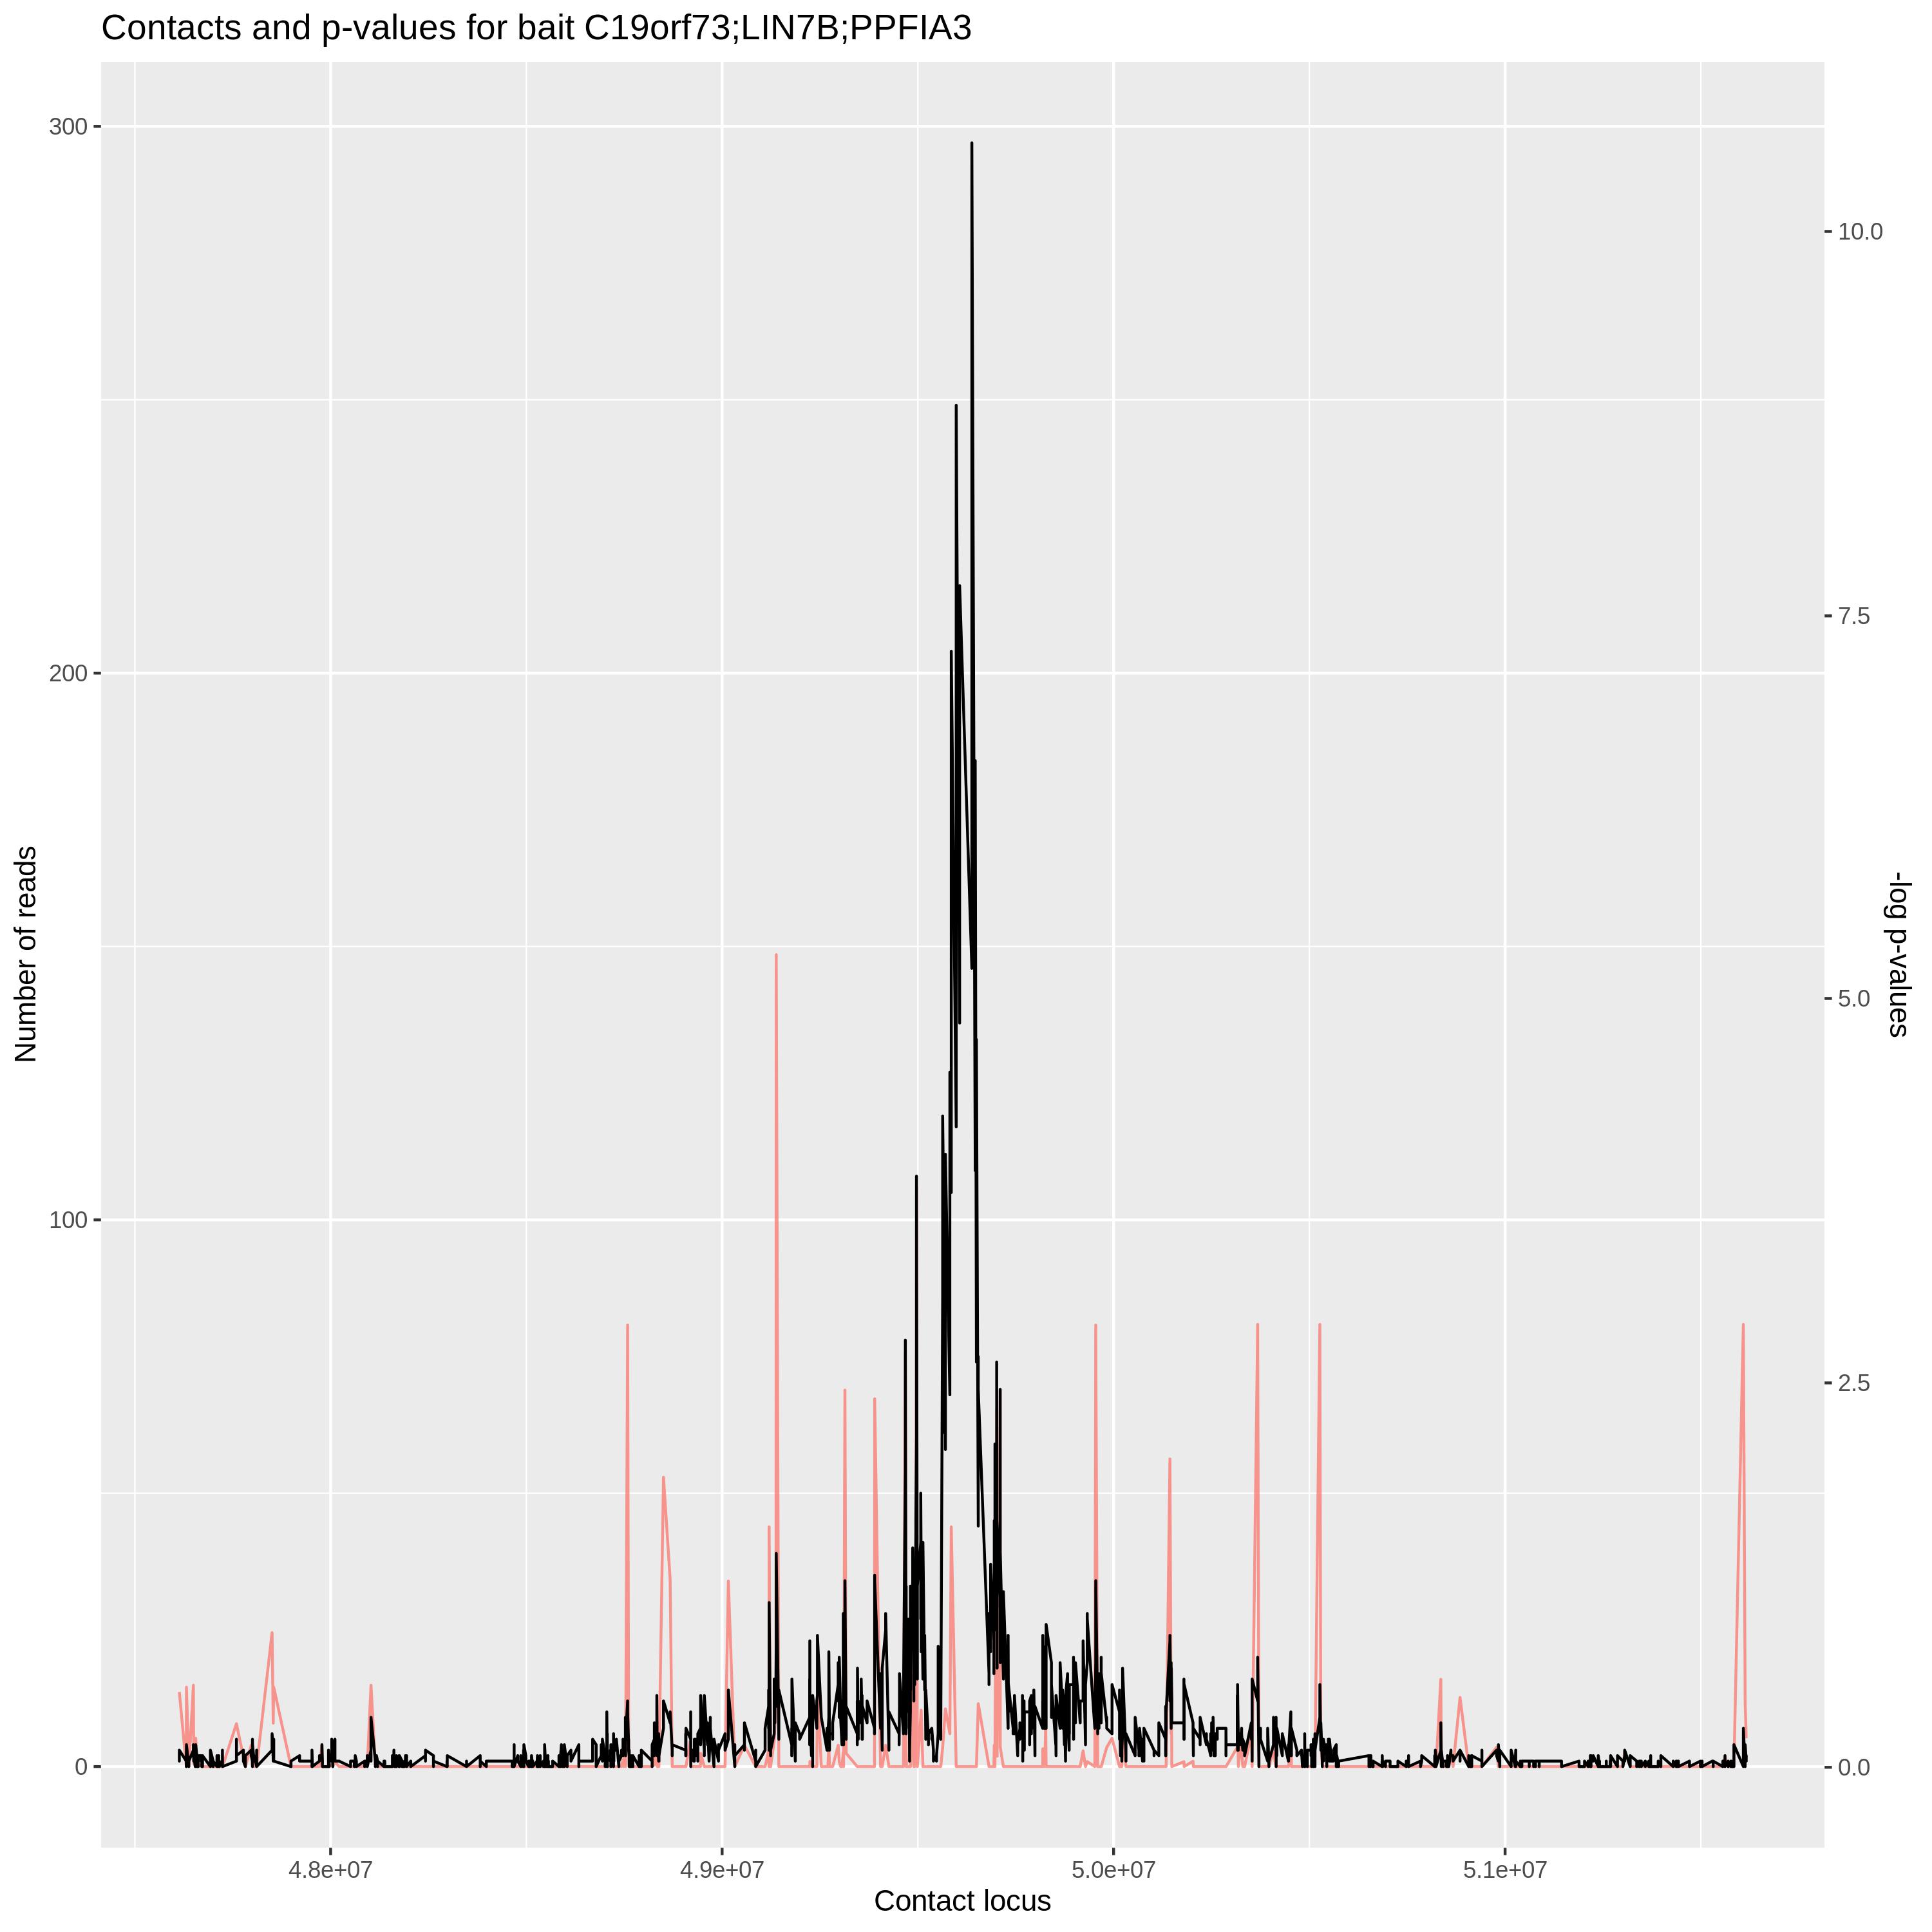 Contacts and p-values for bait C19orf73;LIN7B;PPFIA3
300
200
100
0
Number of reads
10.0
7.5
5.0
2.5
0.0
-log p-values
4.8e+07
4.9e+07
5.0e+07
5.1e+07
Contact locus